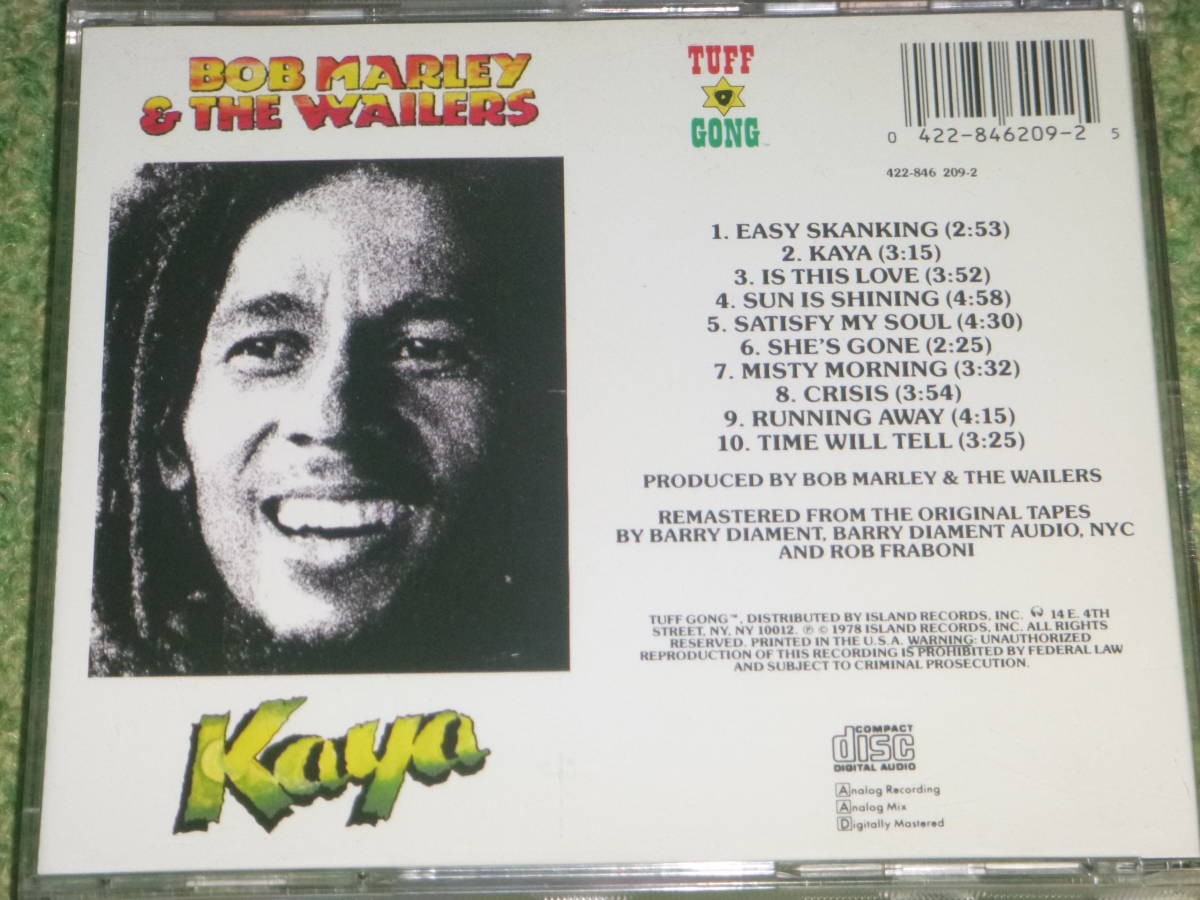 BOB MARLEY
& THE WAILERS
TUFF
GONG™
0 422-846209-2 5
422-846 209-2
1. EASY SKANKING (2:53)
2. KAYA (3:15)
3. IS THIS LOVE (3:52)
4. SUN IS SHINING (4:58)
5. SATISFY MY SOUL (4:30)
6. SHE'S GONE (2:25)
7. MISTY MORNING (3:32)
8. CRISIS (3:54)
9. RUNNING AWAY (4:15)
10. TIME WILL TELL (3:25)
PRODUCED BY BOB MARLEY & THE WAILERS
REMASTERED FROM THE ORIGINAL TAPES
BY BARRY DIAMENT, BARRY DIAMENT AUDIO, NYC
AND ROB FRABONI
TUFF GONG™, DISTRIBUTED BY ISLAND RECORDS, INC. 14 E. 4TH
STREET, NY, NY 10012. ℗ © 1978 ISLAND RECORDS, INC. ALL RIGHTS
RESERVED. PRINTED IN THE U.S.A. WARNING: UNAUTHORIZED
REPRODUCTION OF THIS RECORDING IS PROHIBITED BY FEDERAL LAW
AND SUBJECT TO CRIMINAL PROSECUTION.
Kaya
COMPACT
disc
DIGITAL AUDIO
Analog Recording
Analog Mix
Digitally Mastered